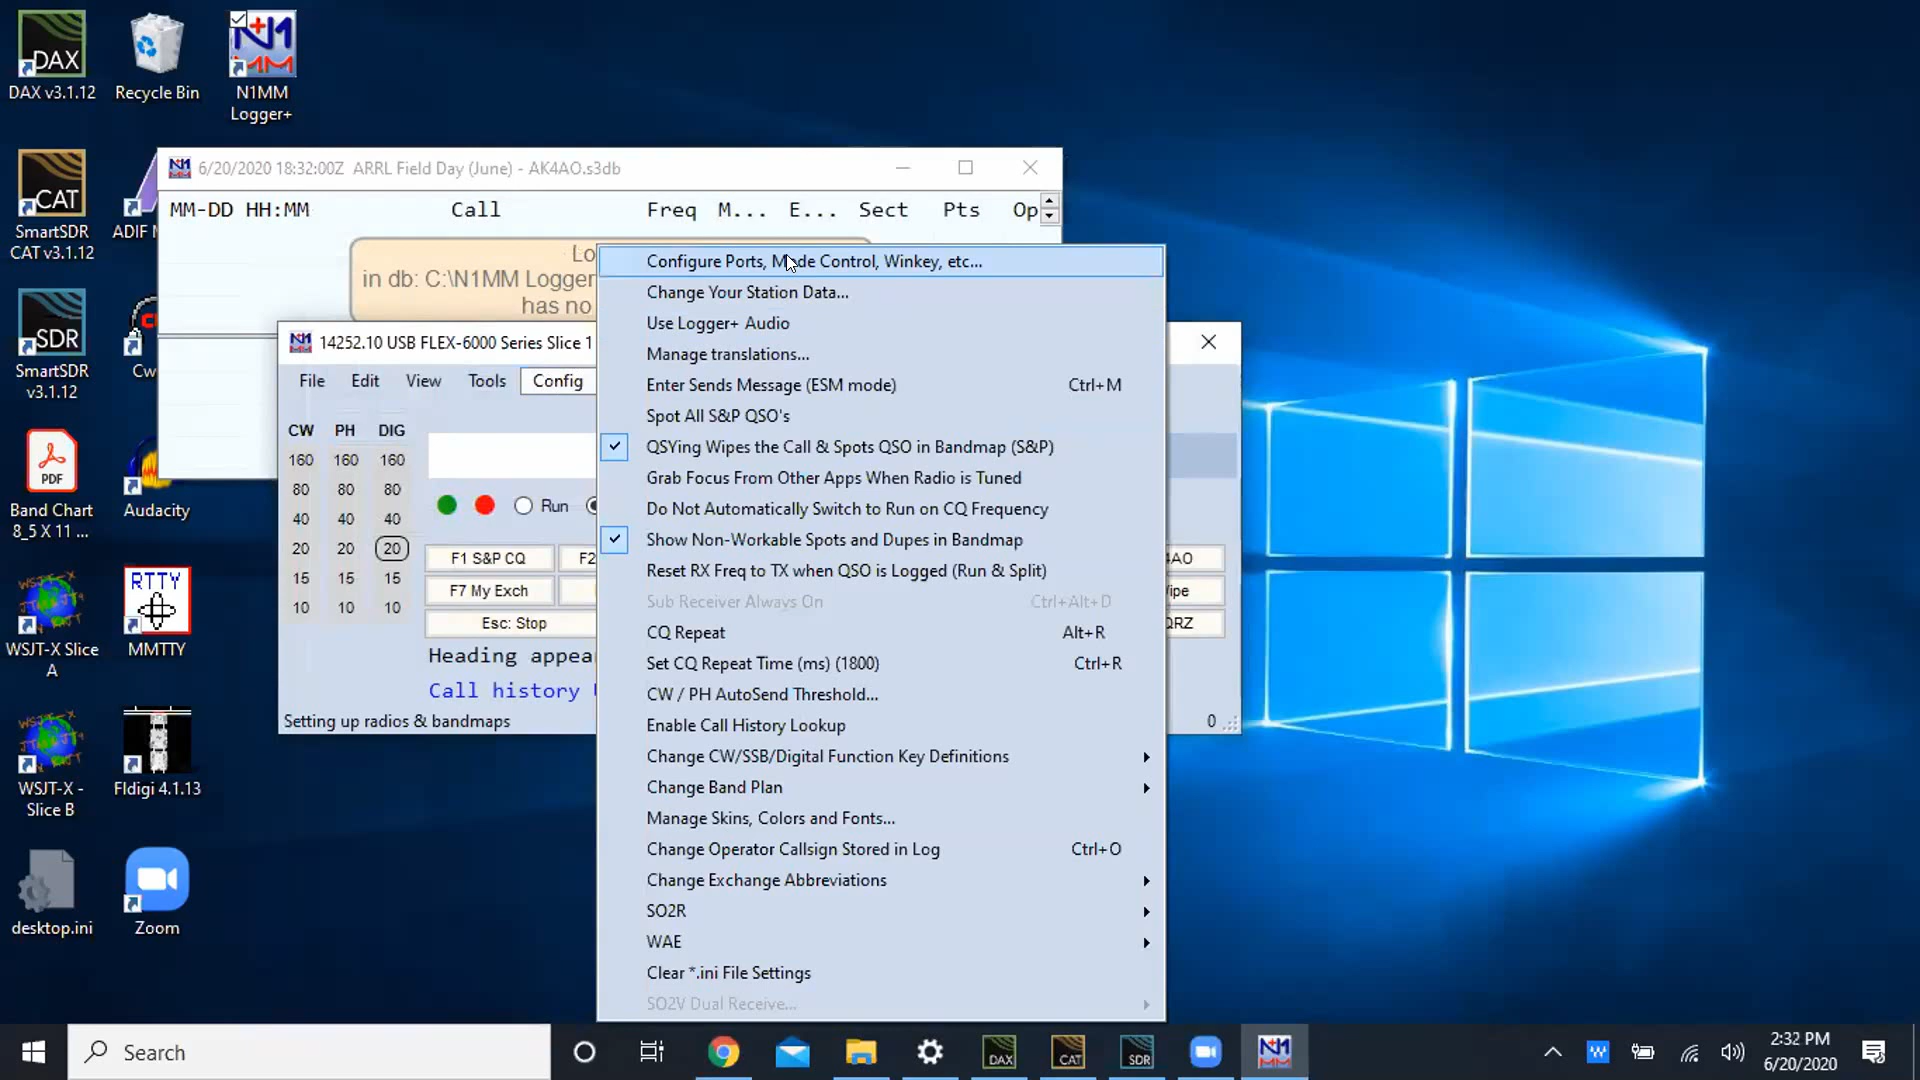 DAX
DAX v3.1.12
Recycle Bin
N1MM
Logger+
CAT
SmartSDR
CAT v3.1.12
ADIF
SDR
SmartSDR
v3.1.12
PDF
Band Chart
8_5 X 11 ...
Audacity
WSJT-X Slice
A
RTTY
MMTTY
WSJT-X -
Slice B
Fldigi 4.1.13
desktop.ini
Zoom
6/20/2020 18:32:00Z ARRL Field Day (June) - AK4AO.s3db
MM-DD HH:MM Call Freq M... E... Sect Pts Op
Lo
in db: C:\N1MM Logger
has no
14252.10 USB FLEX-6000 Series Slice 1
File Edit View Tools Config
CW PH DIG
160 160 160
80 80 80
40 40 40
20 20 20
15 15 15
10 10 10
Run
F1 S&P CQ F2
F7 My Exch
Esc: Stop
4AO
Wipe
QRZ
Heading appea
Call history
Setting up radios & bandmaps
0
Configure Ports, Mode Control, Winkey, etc...
Change Your Station Data...
Use Logger+ Audio
Manage translations...
Enter Sends Message (ESM mode) Ctrl+M
Spot All S&P QSO's
QSYing Wipes the Call & Spots QSO in Bandmap (S&P)
Grab Focus From Other Apps When Radio is Tuned
Do Not Automatically Switch to Run on CQ Frequency
Show Non-Workable Spots and Dupes in Bandmap
Reset RX Freq to TX when QSO is Logged (Run & Split)
Sub Receiver Always On Ctrl+Alt+D
CQ Repeat Alt+R
Set CQ Repeat Time (ms) (1800) Ctrl+R
CW / PH AutoSend Threshold...
Enable Call History Lookup
Change CW/SSB/Digital Function Key Definitions
Change Band Plan
Manage Skins, Colors and Fonts...
Change Operator Callsign Stored in Log Ctrl+O
Change Exchange Abbreviations
SO2R
WAE
Clear *.ini File Settings
SO2V Dual Receive...
Search
DAX CAT SDR
2:32 PM
6/20/2020